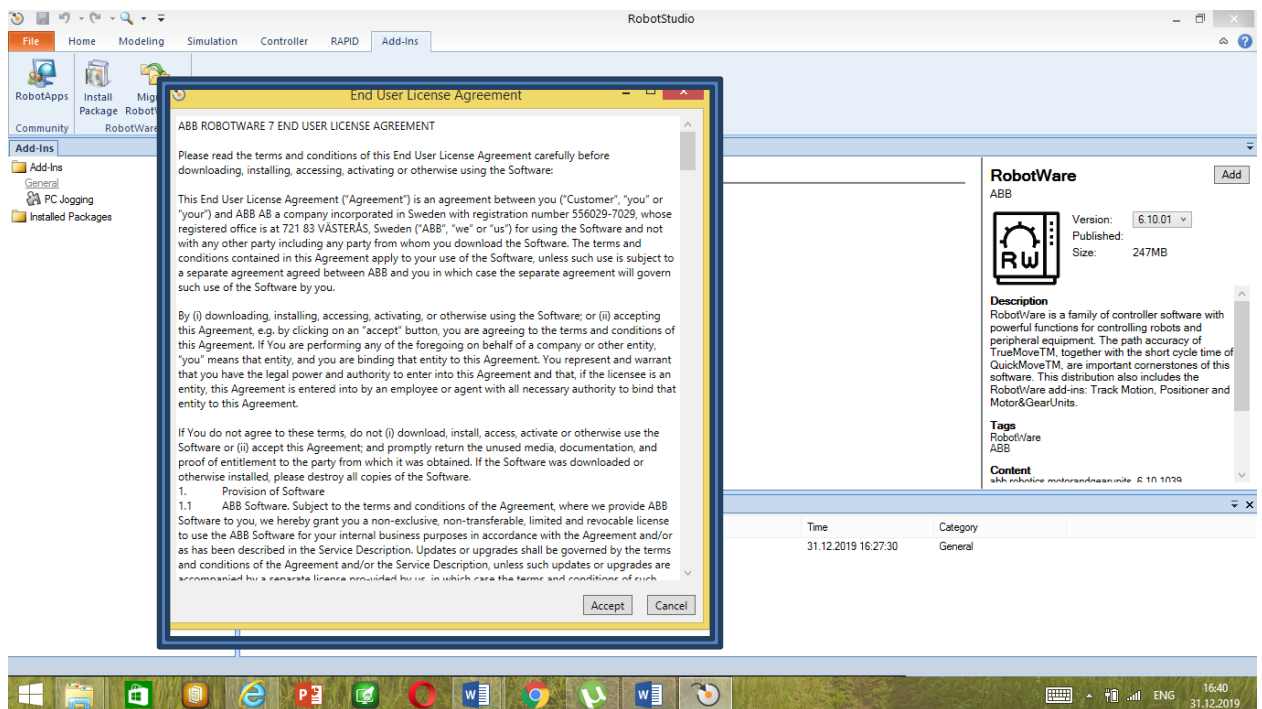 RobotStudio
File Home Modeling Simulation Controller RAPID Add-Ins
RobotApps
Install
Package
Community
Add-Ins
Add-Ins
General
PC Jogging
Installed Packages
End User License Agreement
ABB ROBOTWARE 7 END USER LICENSE AGREEMENT
Please read the terms and conditions of this End User License Agreement carefully before
downloading, installing, accessing, activating or otherwise using the Software:
This End User License Agreement ("Agreement") is an agreement between you ("Customer", "you" or
"your") and ABB AB a company incorporated in Sweden with registration number 556029-7029, whose
registered office is at 721 83 VÄSTERÅS, Sweden ("ABB", "we" or "us") for using the Software and not
with any other party including any party from whom you download the Software. The terms and
conditions contained in this Agreement apply to your use of the Software, unless such use is subject to
a separate agreement agreed between ABB and you in which case the separate agreement will govern
such use of the Software by you.
By (i) downloading, installing, accessing, activating, or otherwise using the Software; or (ii) accepting
this Agreement, e.g. by clicking on an "accept" button, you are agreeing to the terms and conditions of
this Agreement. If You are performing any of the foregoing on behalf of a company or other entity,
"you" means that entity, and you are binding that entity to this Agreement. You represent and warrant
that you have the legal power and authority to enter into this Agreement and that, if the licensee is an
entity, this Agreement is entered into by an employee or agent with all necessary authority to bind that
entity to this Agreement.
If You do not agree to these terms, do not (i) download, install, access, activate or otherwise use the
Software or (ii) accept this Agreement; and promptly return the unused media, documentation, and
proof of entitlement to the party from which it was obtained. If the Software was downloaded or
otherwise installed, please destroy all copies of the Software.
1. Provision of Software
1.1 ABB Software. Subject to the terms and conditions of the Agreement, where we provide ABB
Software to you, we hereby grant you a non-exclusive, non-transferable, limited and revocable license
to use the ABB Software for your internal business purposes in accordance with the Agreement and/or
as has been described in the Service Description. Updates or upgrades shall be governed by the terms
and conditions of the Agreement and/or the Service Description, unless such updates or upgrades are
accompanied by a separate license pro-vided by us, in which case the terms and conditions of such
Accept Cancel
RobotWare Add
ABB
RW
Version: 6.10.01
Published:
Size: 247MB
Description
RobotWare is a family of controller software with
powerful functions for controlling robots and
peripheral equipment. The path accuracy of
TrueMoveTM, together with the short cycle time of
QuickMoveTM, are important cornerstones of this
software. This distribution also includes the
RobotWare add-ins: Track Motion, Positioner and
Motor&GearUnits.
Tags
RobotWare
ABB
Content
abb.robotics.motorandgearunits 6.10.1039
Time Category
31.12.2019 16:27:30 General
ENG
16:40
31.12.2019